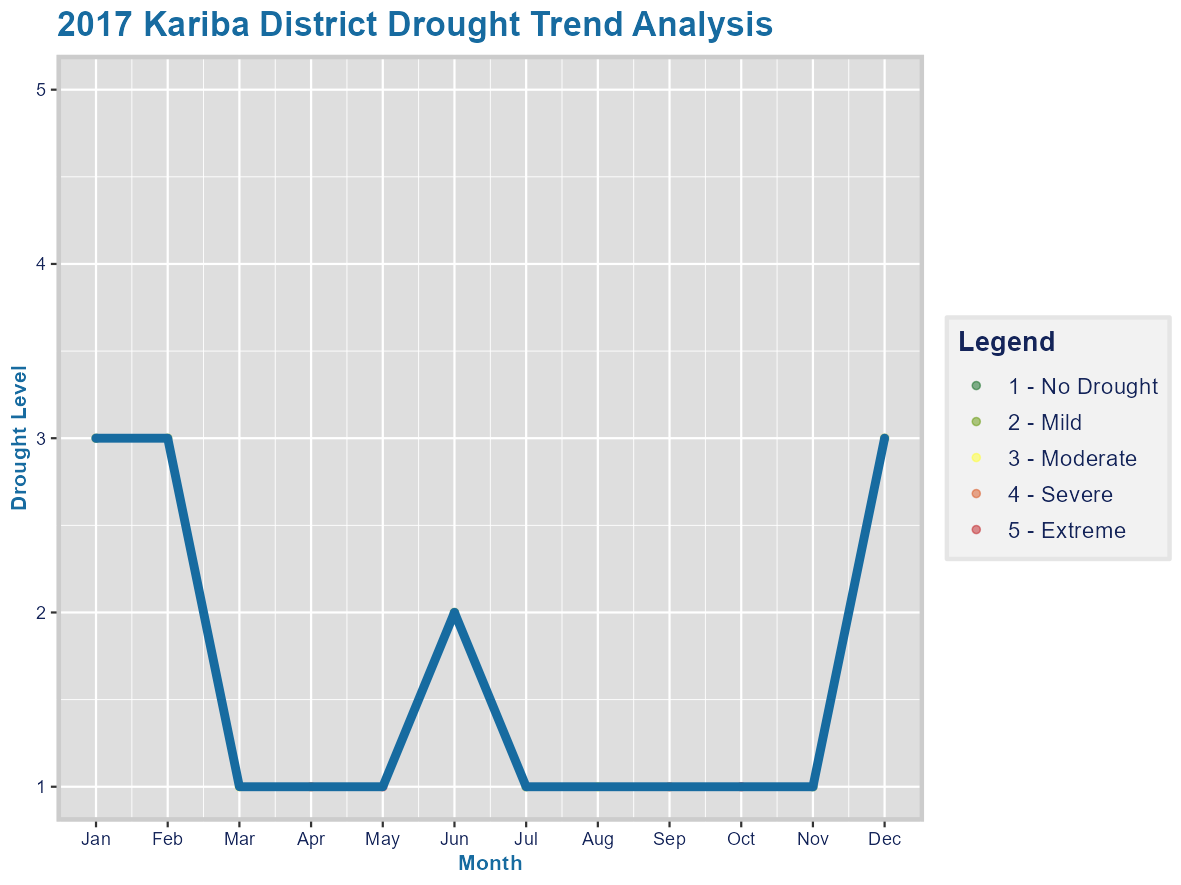 2017 Kariba District Drought Trend Analysis
5
4
3
2
1
Drought Level
Jan Feb Mar Apr May Jun Jul Aug Sep Oct Nov Dec
Month
Legend
1 - No Drought
2 - Mild
3 - Moderate
4 - Severe
5 - Extreme